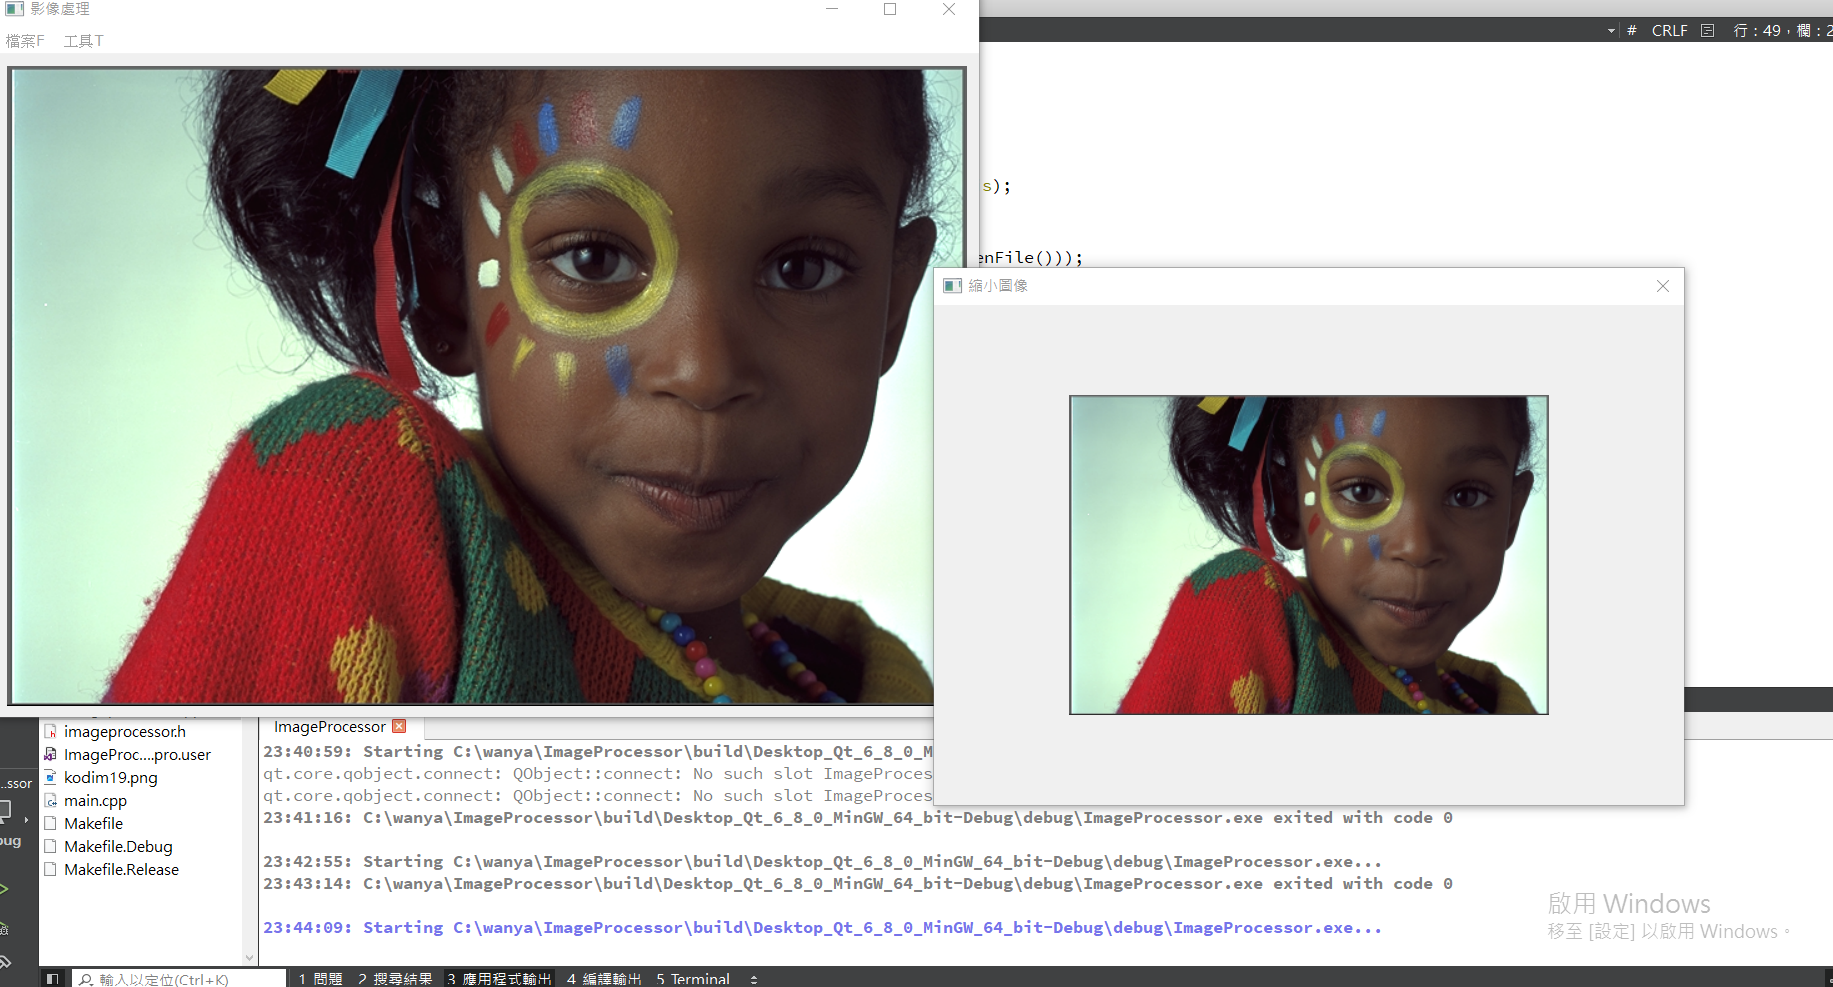 影像處理
檔案F 工具T
# CRLF 行:49,欄:2
s);
enFile()));
縮小圖像
imageprocessor.h
ImageProc....pro.user
kodim19.png
main.cpp
Makefile
Makefile.Debug
Makefile.Release
...ssor
bug
ImageProcessor
23:40:59: Starting C:\wanya\ImageProcessor\build\Desktop_Qt_6_8_0_M
qt.core.qobject.connect: QObject::connect: No such slot ImageProces
qt.core.qobject.connect: QObject::connect: No such slot ImageProces
23:41:16: C:\wanya\ImageProcessor\build\Desktop_Qt_6_8_0_MinGW_64_bit-Debug\debug\ImageProcessor.exe exited with code 0
23:42:55: Starting C:\wanya\ImageProcessor\build\Desktop_Qt_6_8_0_MinGW_64_bit-Debug\debug\ImageProcessor.exe...
23:43:14: C:\wanya\ImageProcessor\build\Desktop_Qt_6_8_0_MinGW_64_bit-Debug\debug\ImageProcessor.exe exited with code 0
23:44:09: Starting C:\wanya\ImageProcessor\build\Desktop_Qt_6_8_0_MinGW_64_bit-Debug\debug\ImageProcessor.exe...
啟用 Windows
移至 [設定] 以啟用 Windows。
輸入以定位(Ctrl+K) 1 問題 2 搜尋結果 3 應用程式輸出 4 編譯輸出 5 Terminal